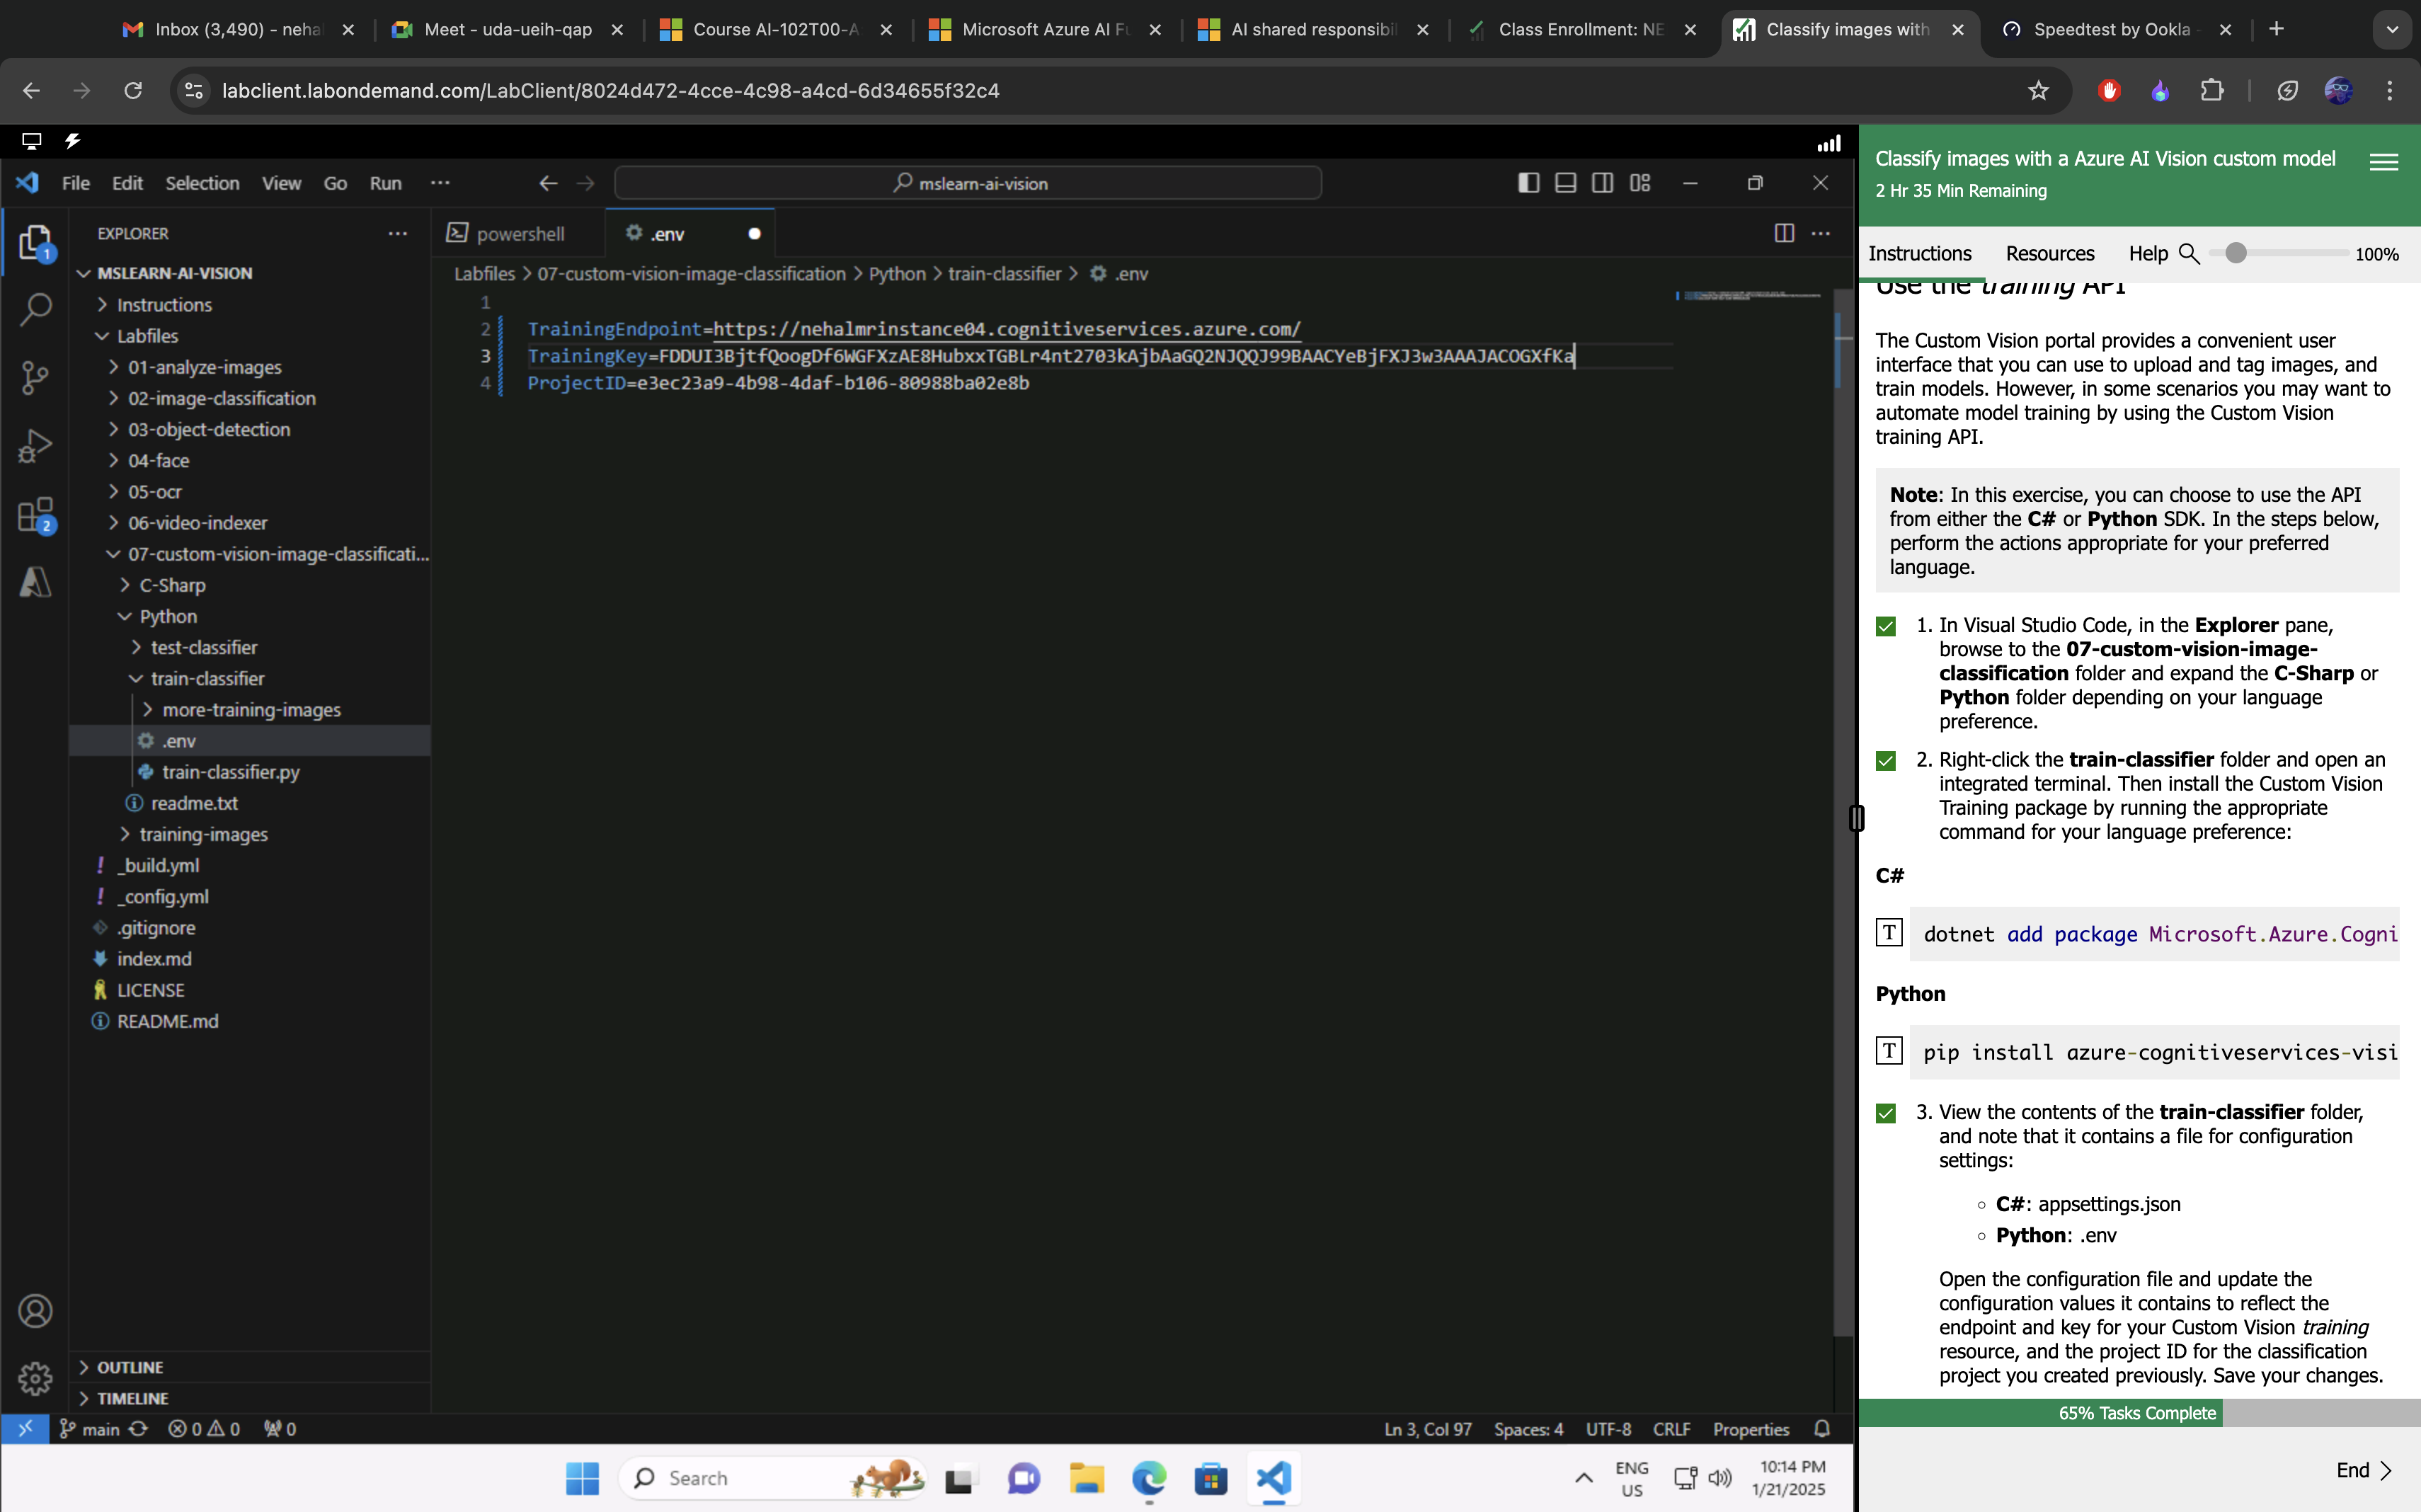 Inbox (3,490) - neha
Meet - uda-ueih-qap
Course AI-102T00-A
Microsoft Azure AI Fu
AI shared responsibil
Class Enrollment: NE
Classify images with
Speedtest by Ookla -
labclient.labondemand.com/LabClient/8024d472-4cce-4c98-a4cd-6d34655f32c4
File Edit Selection View Go Run ...
mslearn-ai-vision
EXPLORER
MSLEARN-AI-VISION
Instructions
Labfiles
01-analyze-images
02-image-classification
03-object-detection
04-face
05-ocr
06-video-indexer
07-custom-vision-image-classificati...
C-Sharp
Python
test-classifier
train-classifier
more-training-images
.env
train-classifier.py
readme.txt
training-images
! _build.yml
! _config.yml
.gitignore
index.md
LICENSE
README.md
OUTLINE
TIMELINE
1
2
powershell
.env
Labfiles > 07-custom-vision-image-classification > Python > train-classifier > .env
1
2 TrainingEndpoint=https://nehalmrinstance04.cognitiveservices.azure.com/
3 TrainingKey=FDDUI3BjtfQoogDf6WGFXzAE8HubxxTGBLr4nt2703kAjbAaGQ2NJQQJ99BAACYeBjFXJ3w3AAAJACOGXfKa
4 ProjectID=e3ec23a9-4b98-4daf-b106-80988ba02e8b
main 0 0 0
Ln 3, Col 97 Spaces: 4 UTF-8 CRLF Properties
Search
ENG
US
10:14 PM
1/21/2025
Classify images with a Azure AI Vision custom model
2 Hr 35 Min Remaining
Instructions Resources Help 100%
Use the training API
The Custom Vision portal provides a convenient user
interface that you can use to upload and tag images, and
train models. However, in some scenarios you may want to
automate model training by using the Custom Vision
training API.
Note: In this exercise, you can choose to use the API
from either the C# or Python SDK. In the steps below,
perform the actions appropriate for your preferred
language.
1. In Visual Studio Code, in the Explorer pane,
browse to the 07-custom-vision-image-
classification folder and expand the C-Sharp or
Python folder depending on your language
preference.
2. Right-click the train-classifier folder and open an
integrated terminal. Then install the Custom Vision
Training package by running the appropriate
command for your language preference:
C#
T dotnet add package Microsoft.Azure.Cogni
Python
T pip install azure-cognitiveservices-visi
3. View the contents of the train-classifier folder,
and note that it contains a file for configuration
settings:
C#: appsettings.json
Python: .env
Open the configuration file and update the
configuration values it contains to reflect the
endpoint and key for your Custom Vision training
resource, and the project ID for the classification
project you created previously. Save your changes.
65% Tasks Complete
End